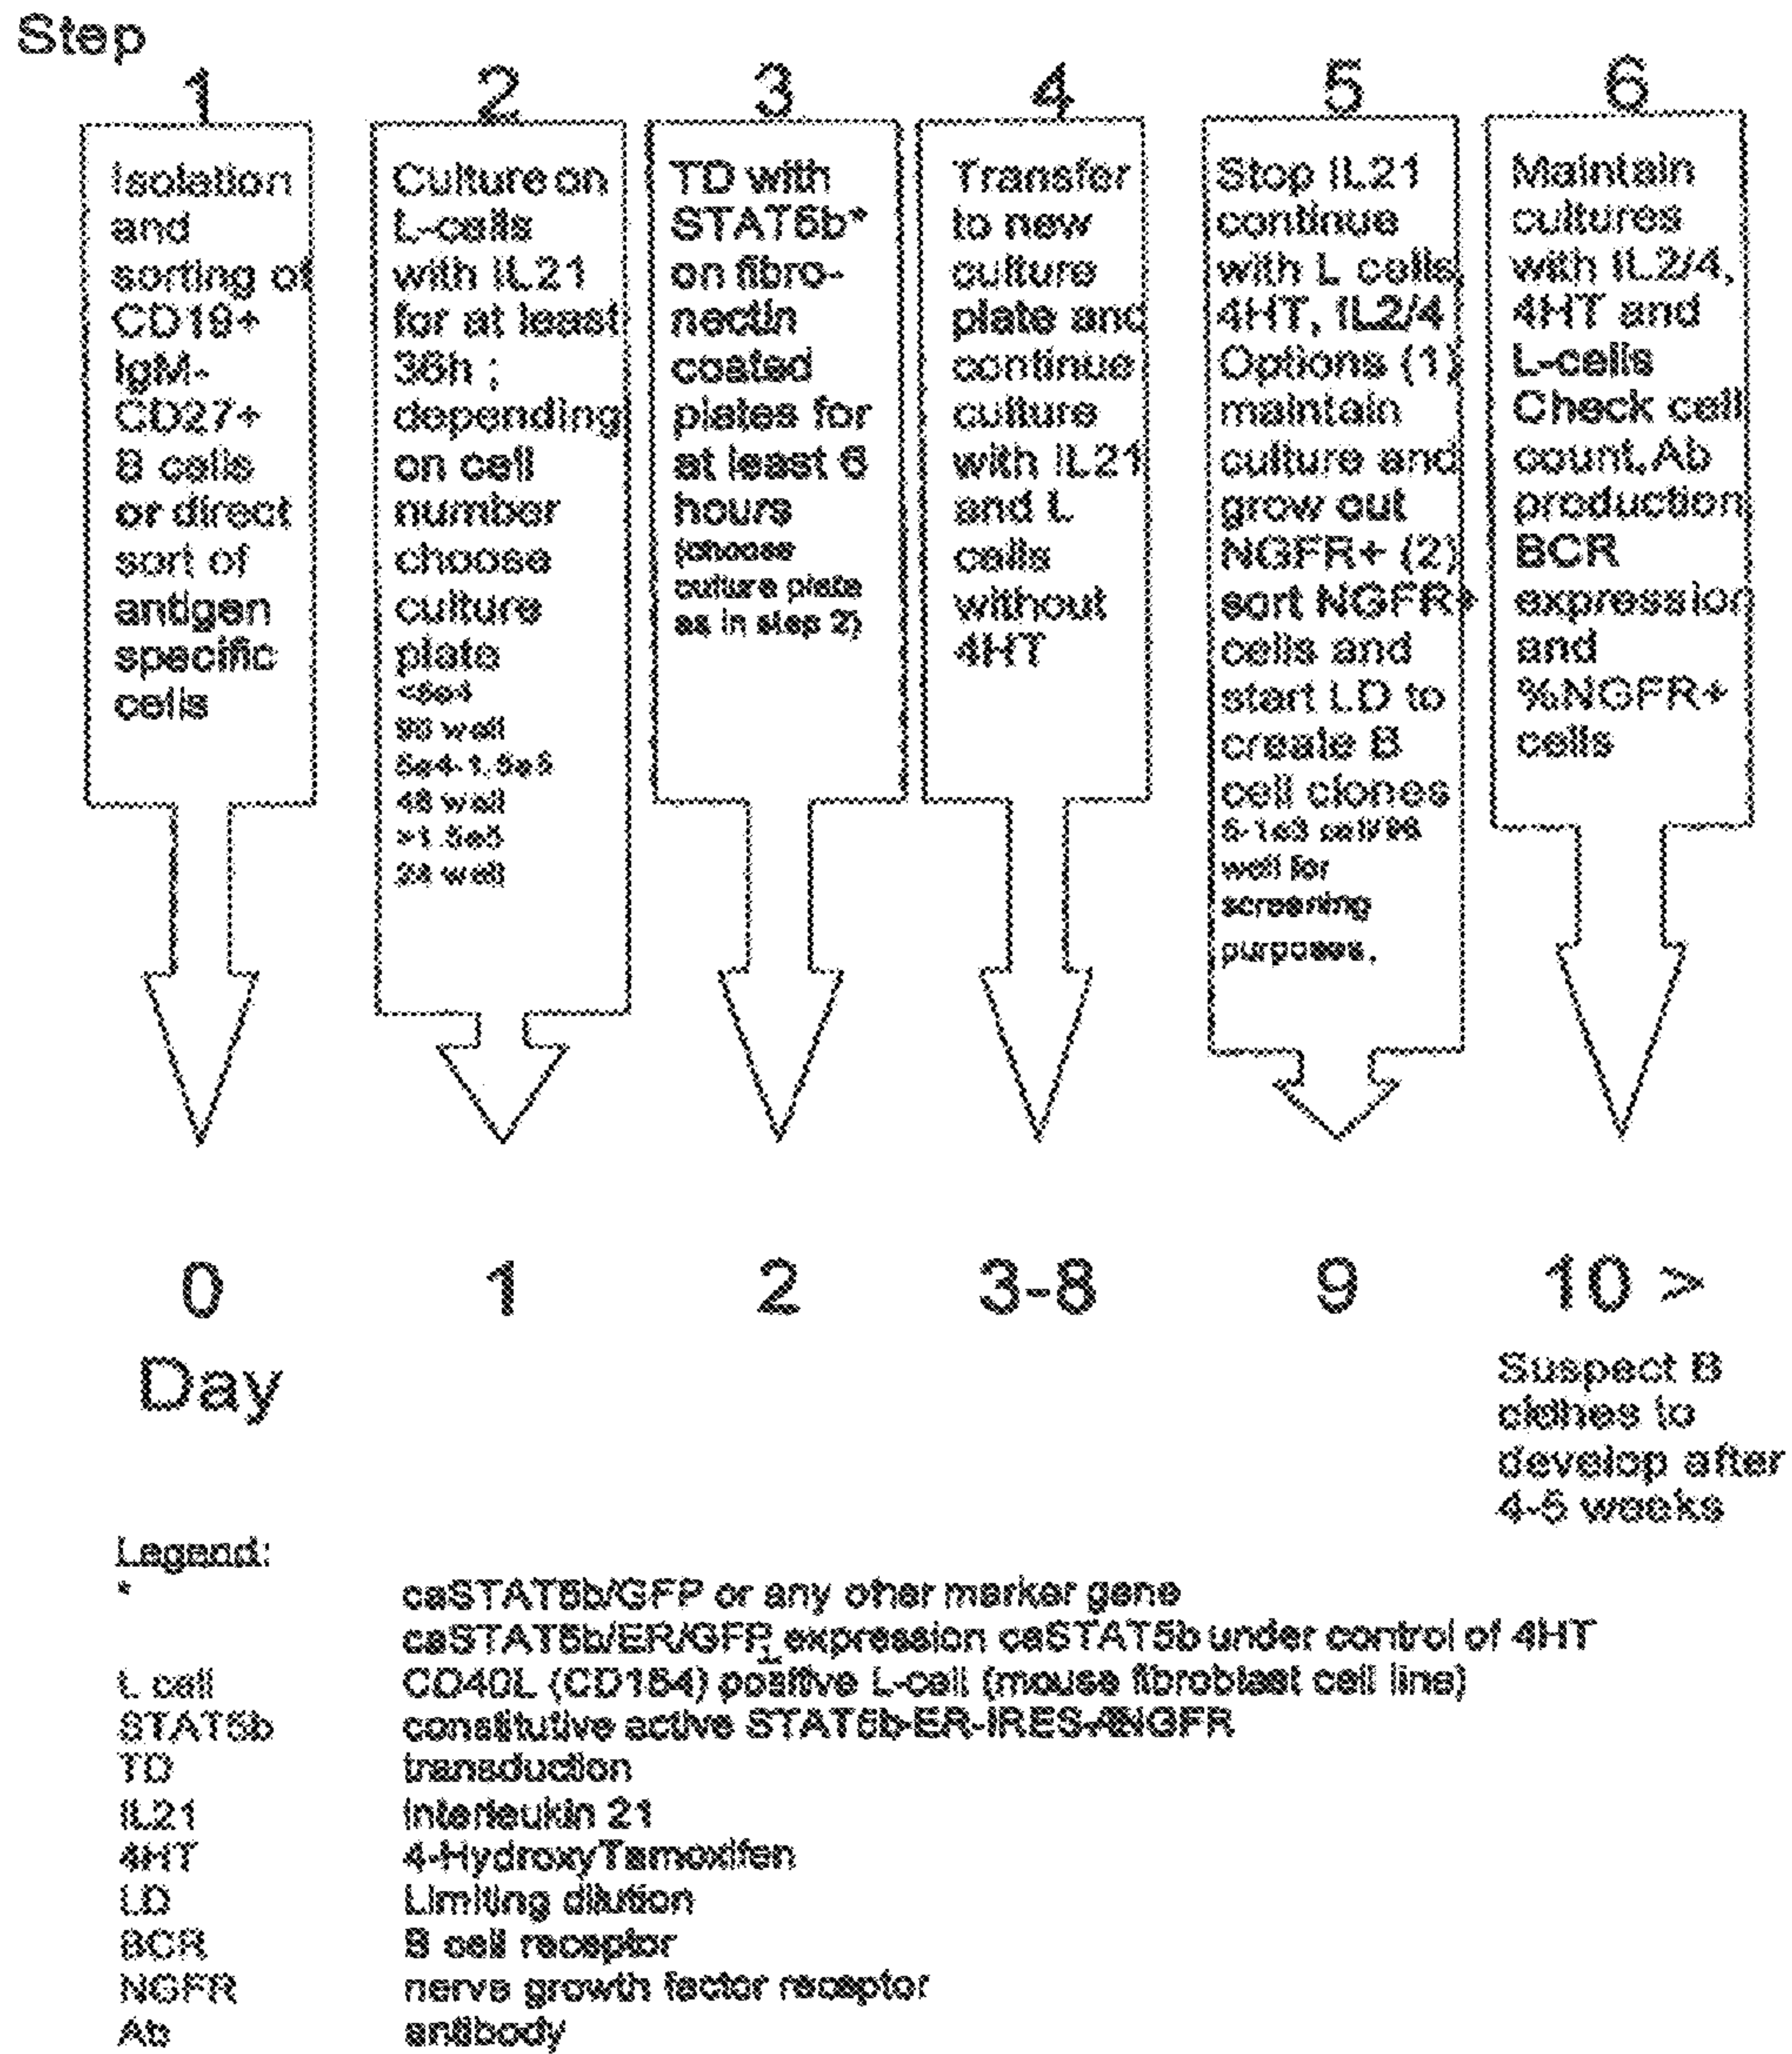 Step
1
2
3
4
5
6
Isolation
and
sorting of
CD19+
IgM-
CD27+
B cells
or direct
sort of
antigen
specific
cells
Culture on
L-cells
with IL21
for at least
36h ;
depending
on cell
number
choose
culture
plate
<5e4
96 well
5e4-1.5e5
48 well
>1.5e5
24 well
TD with
STAT5b*
on fibro-
nectin
coated
plates for
at least 6
hours
(choose
culture plate
as in step 2)
Transfer
to new
culture
plate and
continue
culture
with IL21
and L
cells
without
4HT
Stop IL21
continue
with L cells,
4HT, IL2/4
Options (1)
maintain
culture and
grow out
NGFR+ (2)
sort NGFR+
cells and
start LD to
create B
cell clones
5-1e3 cell/96
well for
screening
purposes.
Maintain
cultures
with IL2/4,
4HT and
L-cells
Check cell
count, Ab
production,
BCR
expression
and
%NGFR+
cells
0
1
2
3-8
9
10 >
Day
Suspect B
clones to
develop after
4-5 weeks
Legend:
* caSTAT5b/GFP or any other marker gene
caSTAT5b/ER/GFP, expression caSTAT5b under control of 4HT
L cell CD40L (CD154) positive L-cell (mouse fibroblast cell line)
STAT5b constitutive active STAT5b-ER-IRES-ΔNGFR
TD transduction
IL21 Interleukin 21
4HT 4-HydroxyTamoxifen
LD Limiting dilution
BCR B cell receptor
NGFR nerve growth factor receptor
Ab antibody